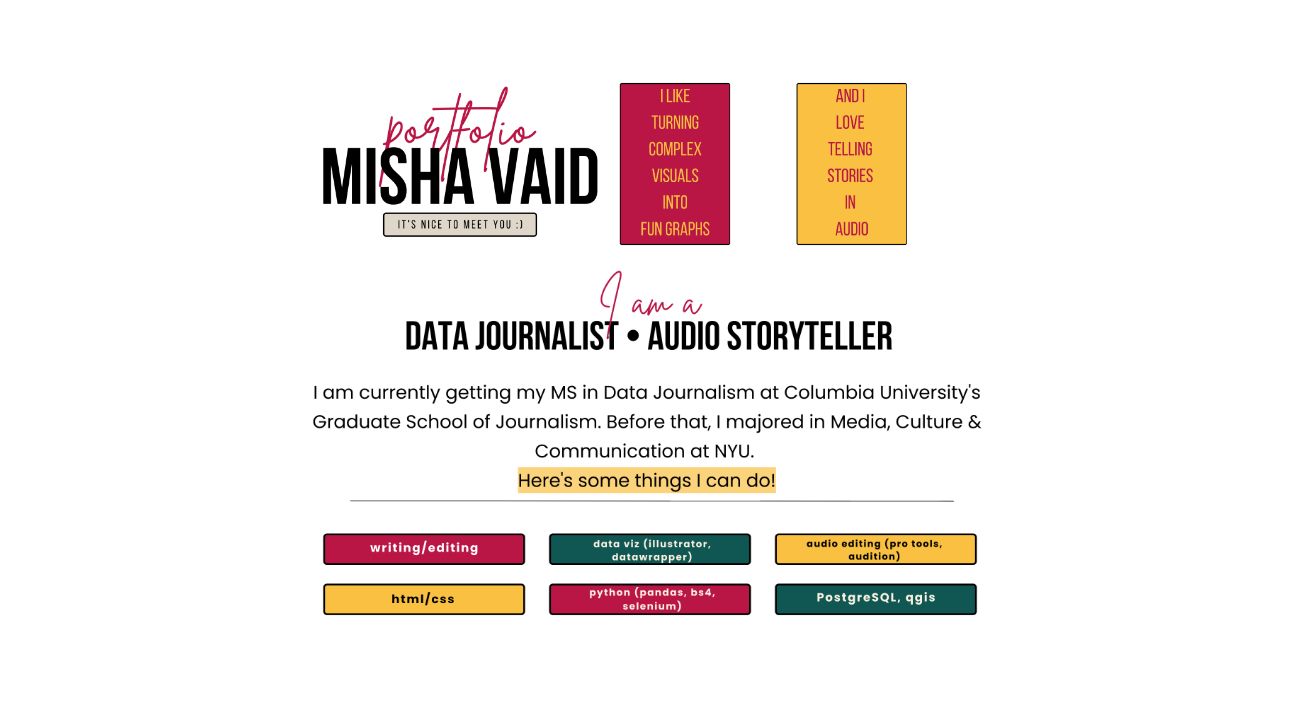 portfolio
MISHA VAID
IT'S NICE TO MEET YOU :)
I LIKE
TURNING
COMPLEX
VISUALS
INTO
FUN GRAPHS
AND I
LOVE
TELLING
STORIES
IN
AUDIO
I am a
DATA JOURNALIST • AUDIO STORYTELLER
I am currently getting my MS in Data Journalism at Columbia University's
Graduate School of Journalism. Before that, I majored in Media, Culture &
Communication at NYU.
Here's some things I can do!
writing/editing
data viz (illustrator,
datawrapper)
audio editing (pro tools,
audition)
html/css
python (pandas, bs4,
selenium)
PostgreSQL, qgis